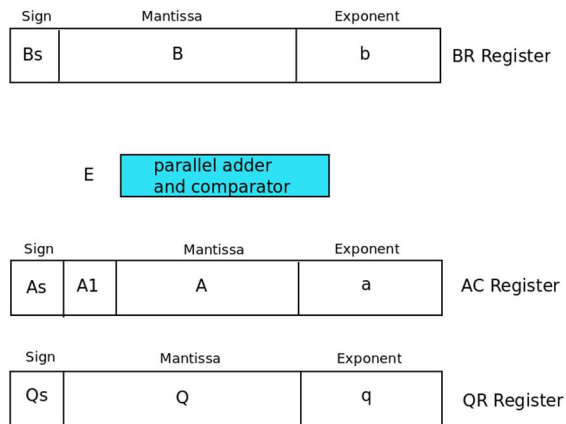 Sign Mantissa Exponent
Bs B b BR Register
E parallel adder
and comparator
Sign Mantissa Exponent
As A1 A a AC Register
Sign Mantissa Exponent
Qs Q q QR Register